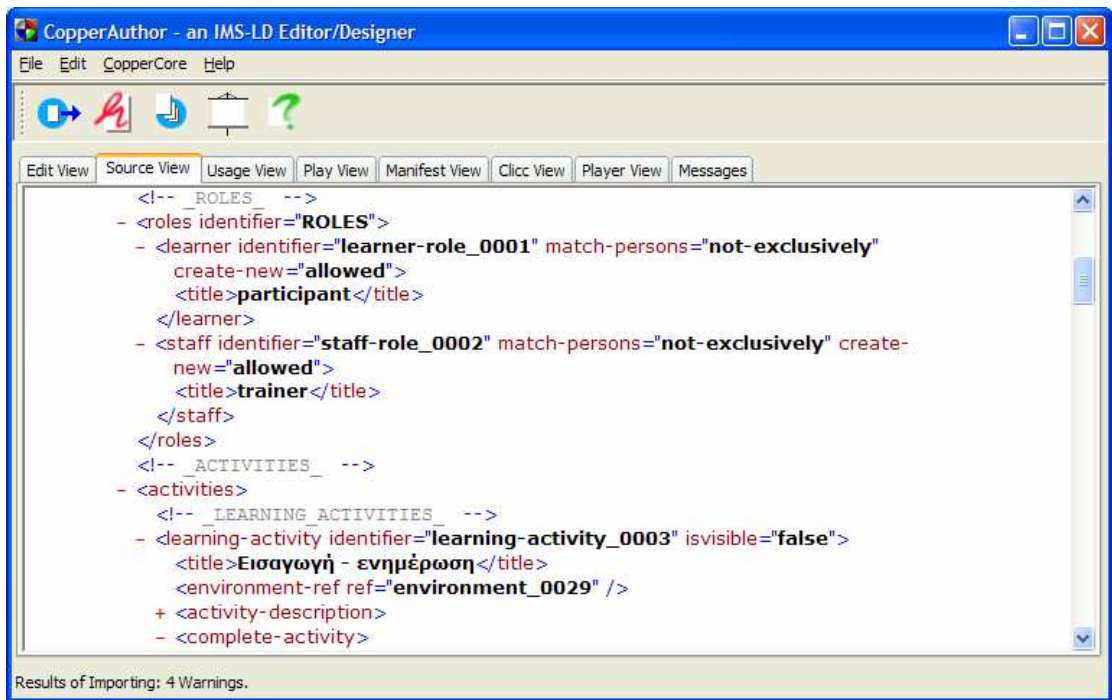 CopperAuthor - an IMS-LD Editor/Designer
File Edit CopperCore Help
Edit View Source View Usage View Play View Manifest View Clicc View Player View Messages
<!-- _ROLES_ -->
- <roles identifier="ROLES">
- <learner identifier="learner-role_0001" match-persons="not-exclusively"
create-new="allowed">
<title>participant</title>
</learner>
- <staff identifier="staff-role_0002" match-persons="not-exclusively" create-
new="allowed">
<title>trainer</title>
</staff>
</roles>
<!-- _ACTIVITIES_ -->
- <activities>
<!-- _LEARNING_ACTIVITIES_ -->
- <learning-activity identifier="learning-activity_0003" isvisible="false">
<title>Εισαγωγή - ενημέρωση</title>
<environment-ref ref="environment_0029" />
+ <activity-description>
- <complete-activity>
Results of Importing: 4 Warnings.